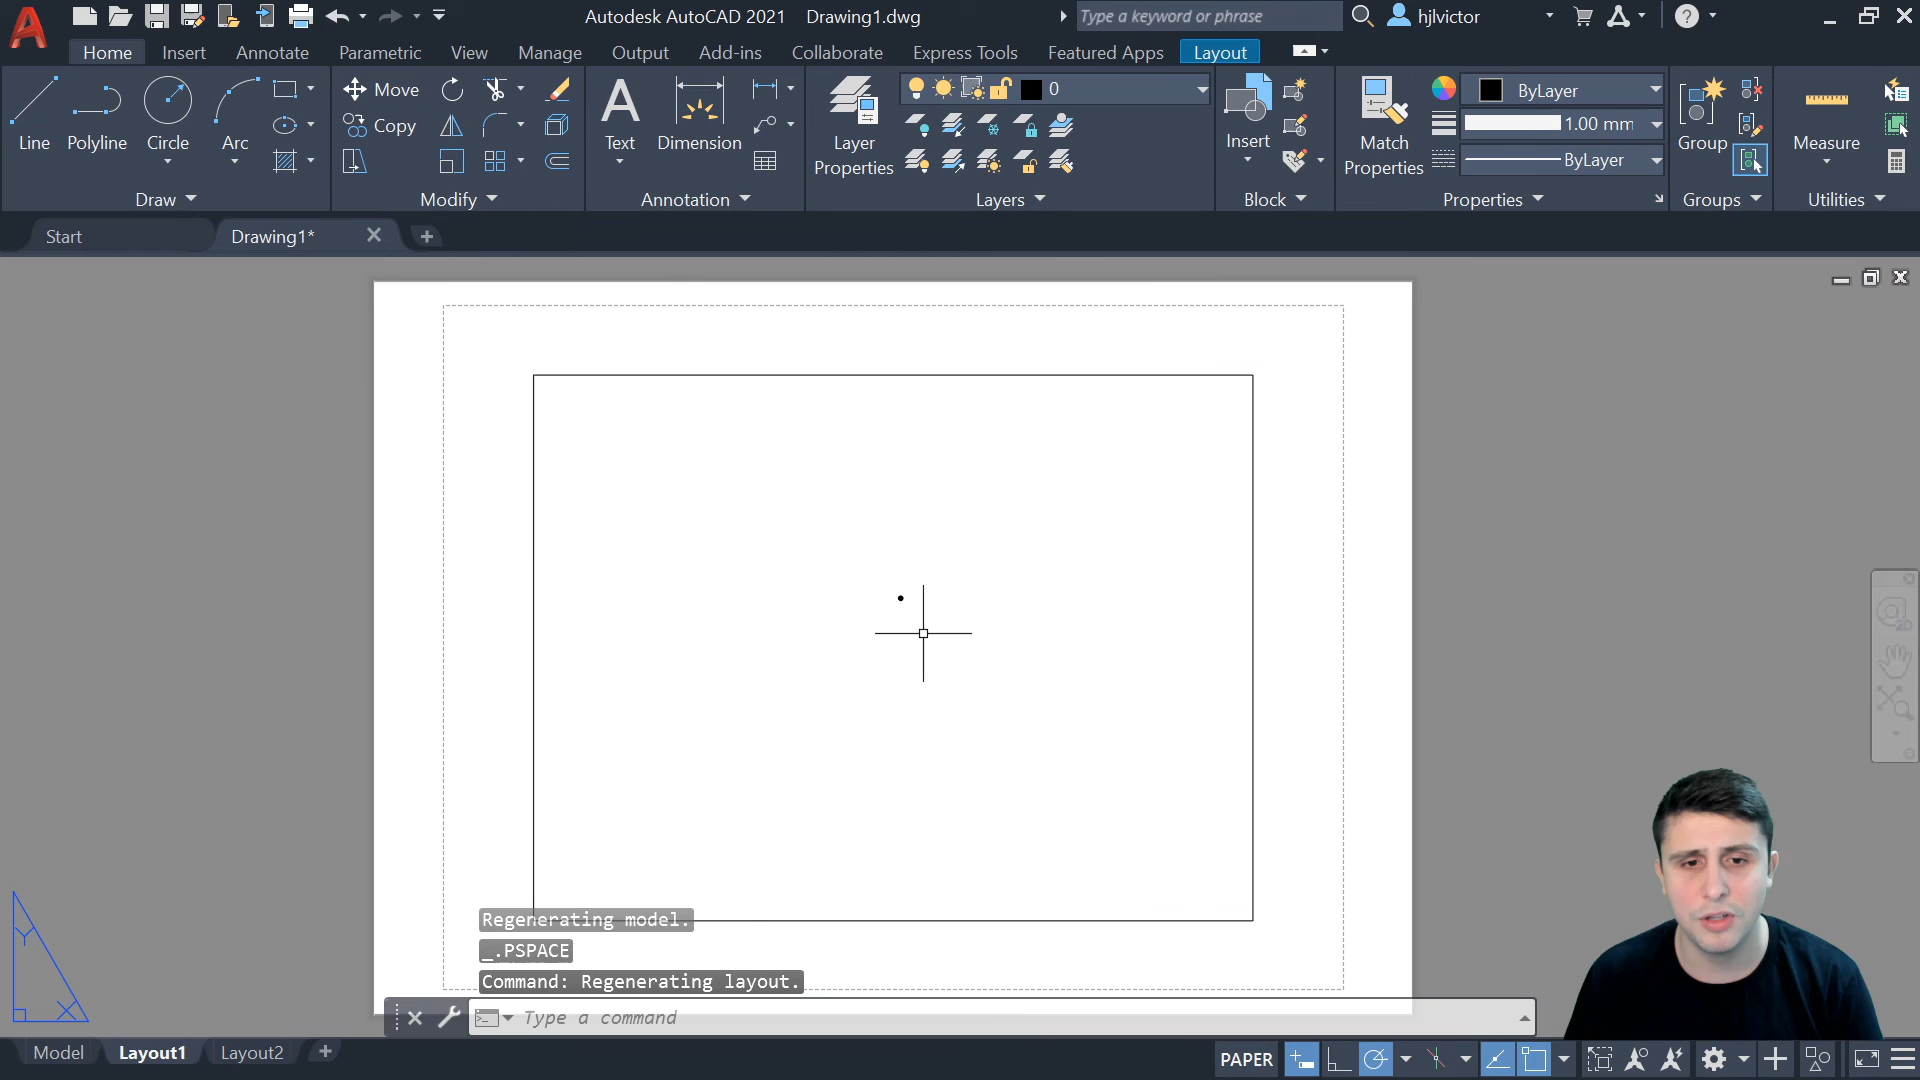 Autodesk AutoCAD 2021 Drawing1.dwg
Type a keyword or phrase
hjlvictor
Home Insert Annotate Parametric View Manage Output Add-ins Collaborate Express Tools Featured Apps Layout
Line Polyline Circle Arc
Draw
Move
Copy
Modify
Text Dimension
Annotation
Layer Properties
0
Layers
Insert
Block
Match Properties
ByLayer
1.00 mm
ByLayer
Properties
Group
Groups
Measure
Utilities
Start Drawing1*
Regenerating model.
_.PSPACE
Command: Regenerating layout.
Type a command
Y
X
Model Layout1 Layout2
PAPER